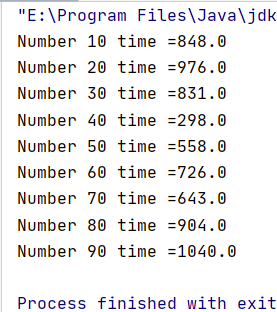 "E:\Program Files\Java\jdk
Number 10 time =848.0
Number 20 time =976.0
Number 30 time =831.0
Number 40 time =298.0
Number 50 time =558.0
Number 60 time =726.0
Number 70 time =643.0
Number 80 time =904.0
Number 90 time =1040.0
Process finished with exit